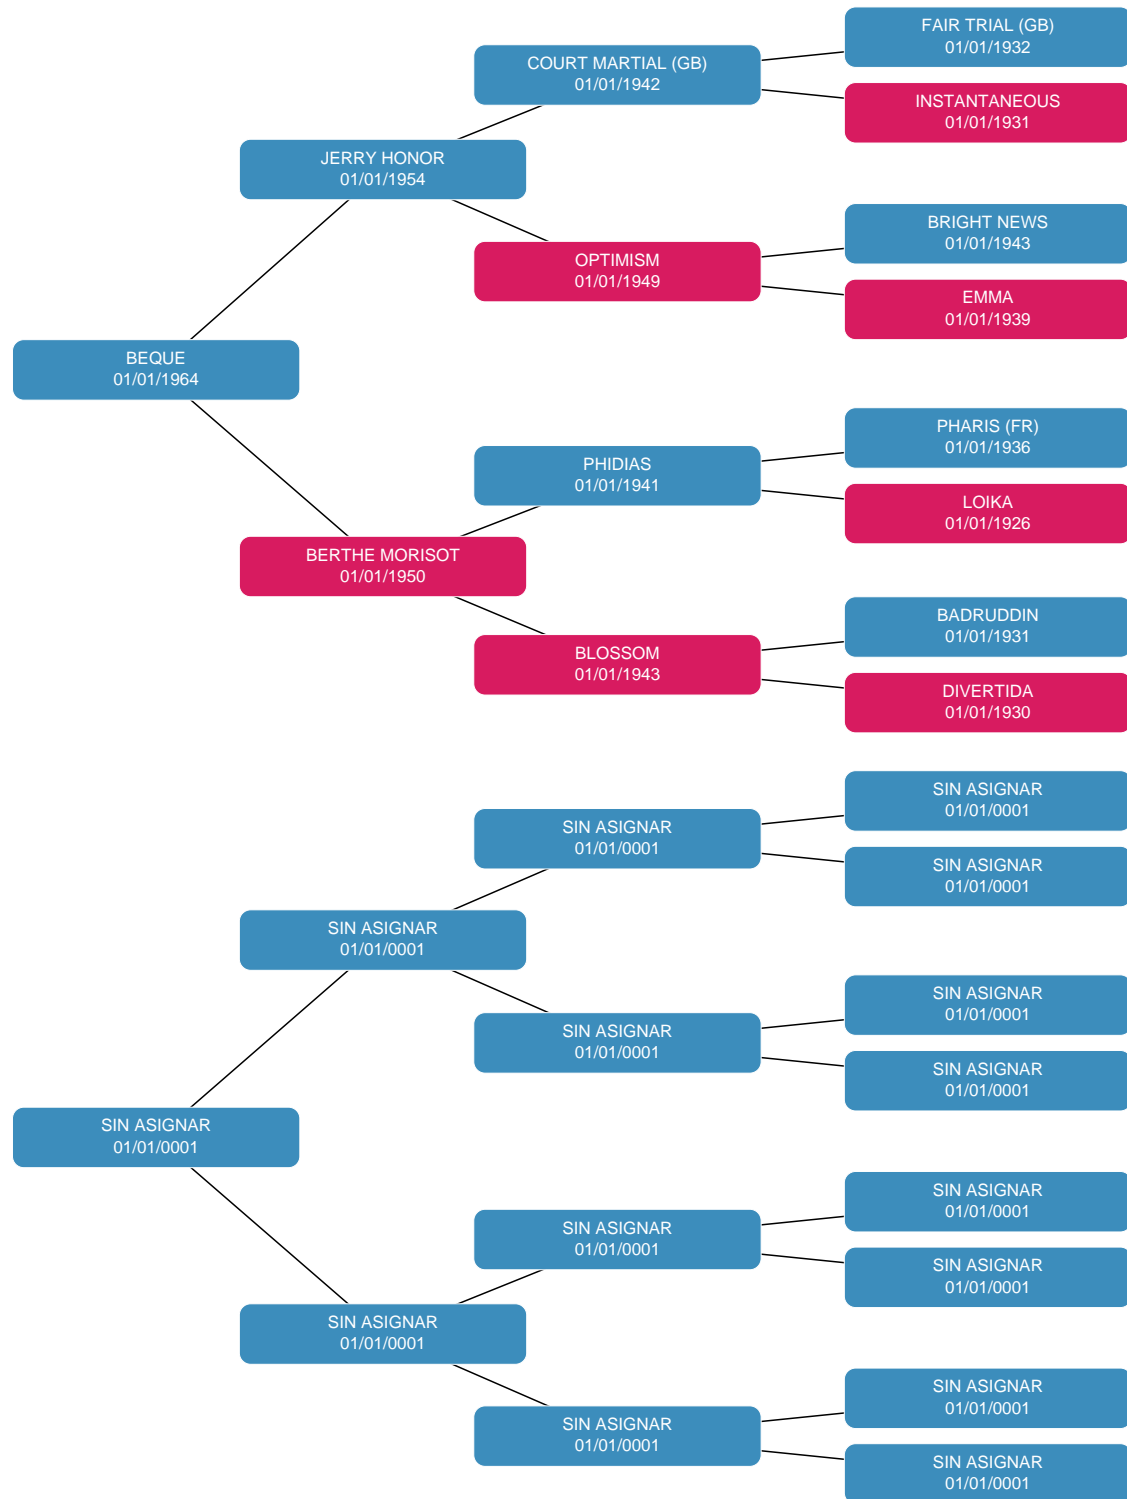 FAIR TRIAL (GB)
01/01/1932
COURT MARTIAL (GB)
01/01/1942
INSTANTANEOUS
01/01/1931
JERRY HONOR
01/01/1954
BRIGHT NEWS
01/01/1943
OPTIMISM
01/01/1949
EMMA
01/01/1939
BEQUE
01/01/1964
PHARIS (FR)
01/01/1936
PHIDIAS
01/01/1941
LOIKA
01/01/1926
BERTHE MORISOT
01/01/1950
BADRUDDIN
01/01/1931
BLOSSOM
01/01/1943
DIVERTIDA
01/01/1930
SIN ASIGNAR
01/01/0001
SIN ASIGNAR
01/01/0001
SIN ASIGNAR
01/01/0001
SIN ASIGNAR
01/01/0001
SIN ASIGNAR
01/01/0001
SIN ASIGNAR
01/01/0001
SIN ASIGNAR
01/01/0001
SIN ASIGNAR
01/01/0001
SIN ASIGNAR
01/01/0001
SIN ASIGNAR
01/01/0001
SIN ASIGNAR
01/01/0001
SIN ASIGNAR
01/01/0001
SIN ASIGNAR
01/01/0001
SIN ASIGNAR
01/01/0001
SIN ASIGNAR
01/01/0001